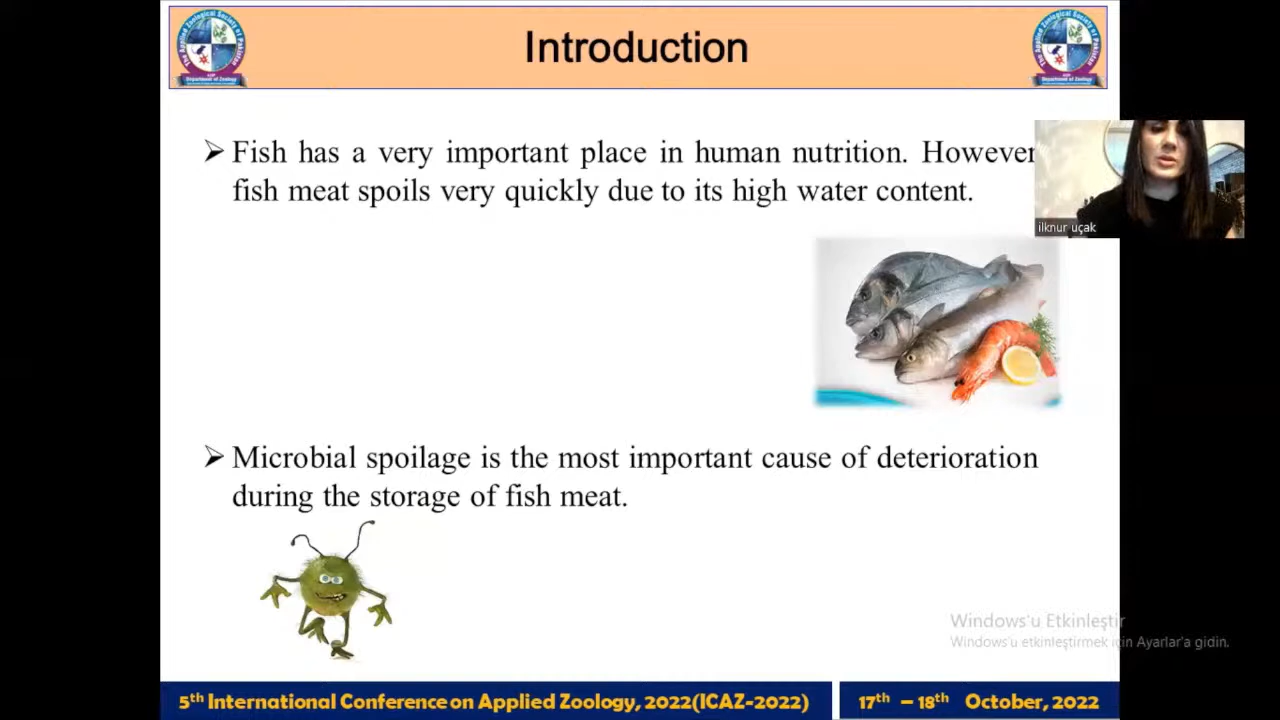 Introduction
➢ Fish has a very important place in human nutrition. However
fish meat spoils very quickly due to its high water content.
ilknur uçak
➢ Microbial spoilage is the most important cause of deterioration
during the storage of fish meat.
Windows'u Etkinleştir
Windows'u etkinleştirmek için Ayarlar'a gidin.
5th International Conference on Applied Zoology, 2022(ICAZ-2022)
17th – 18th October, 2022